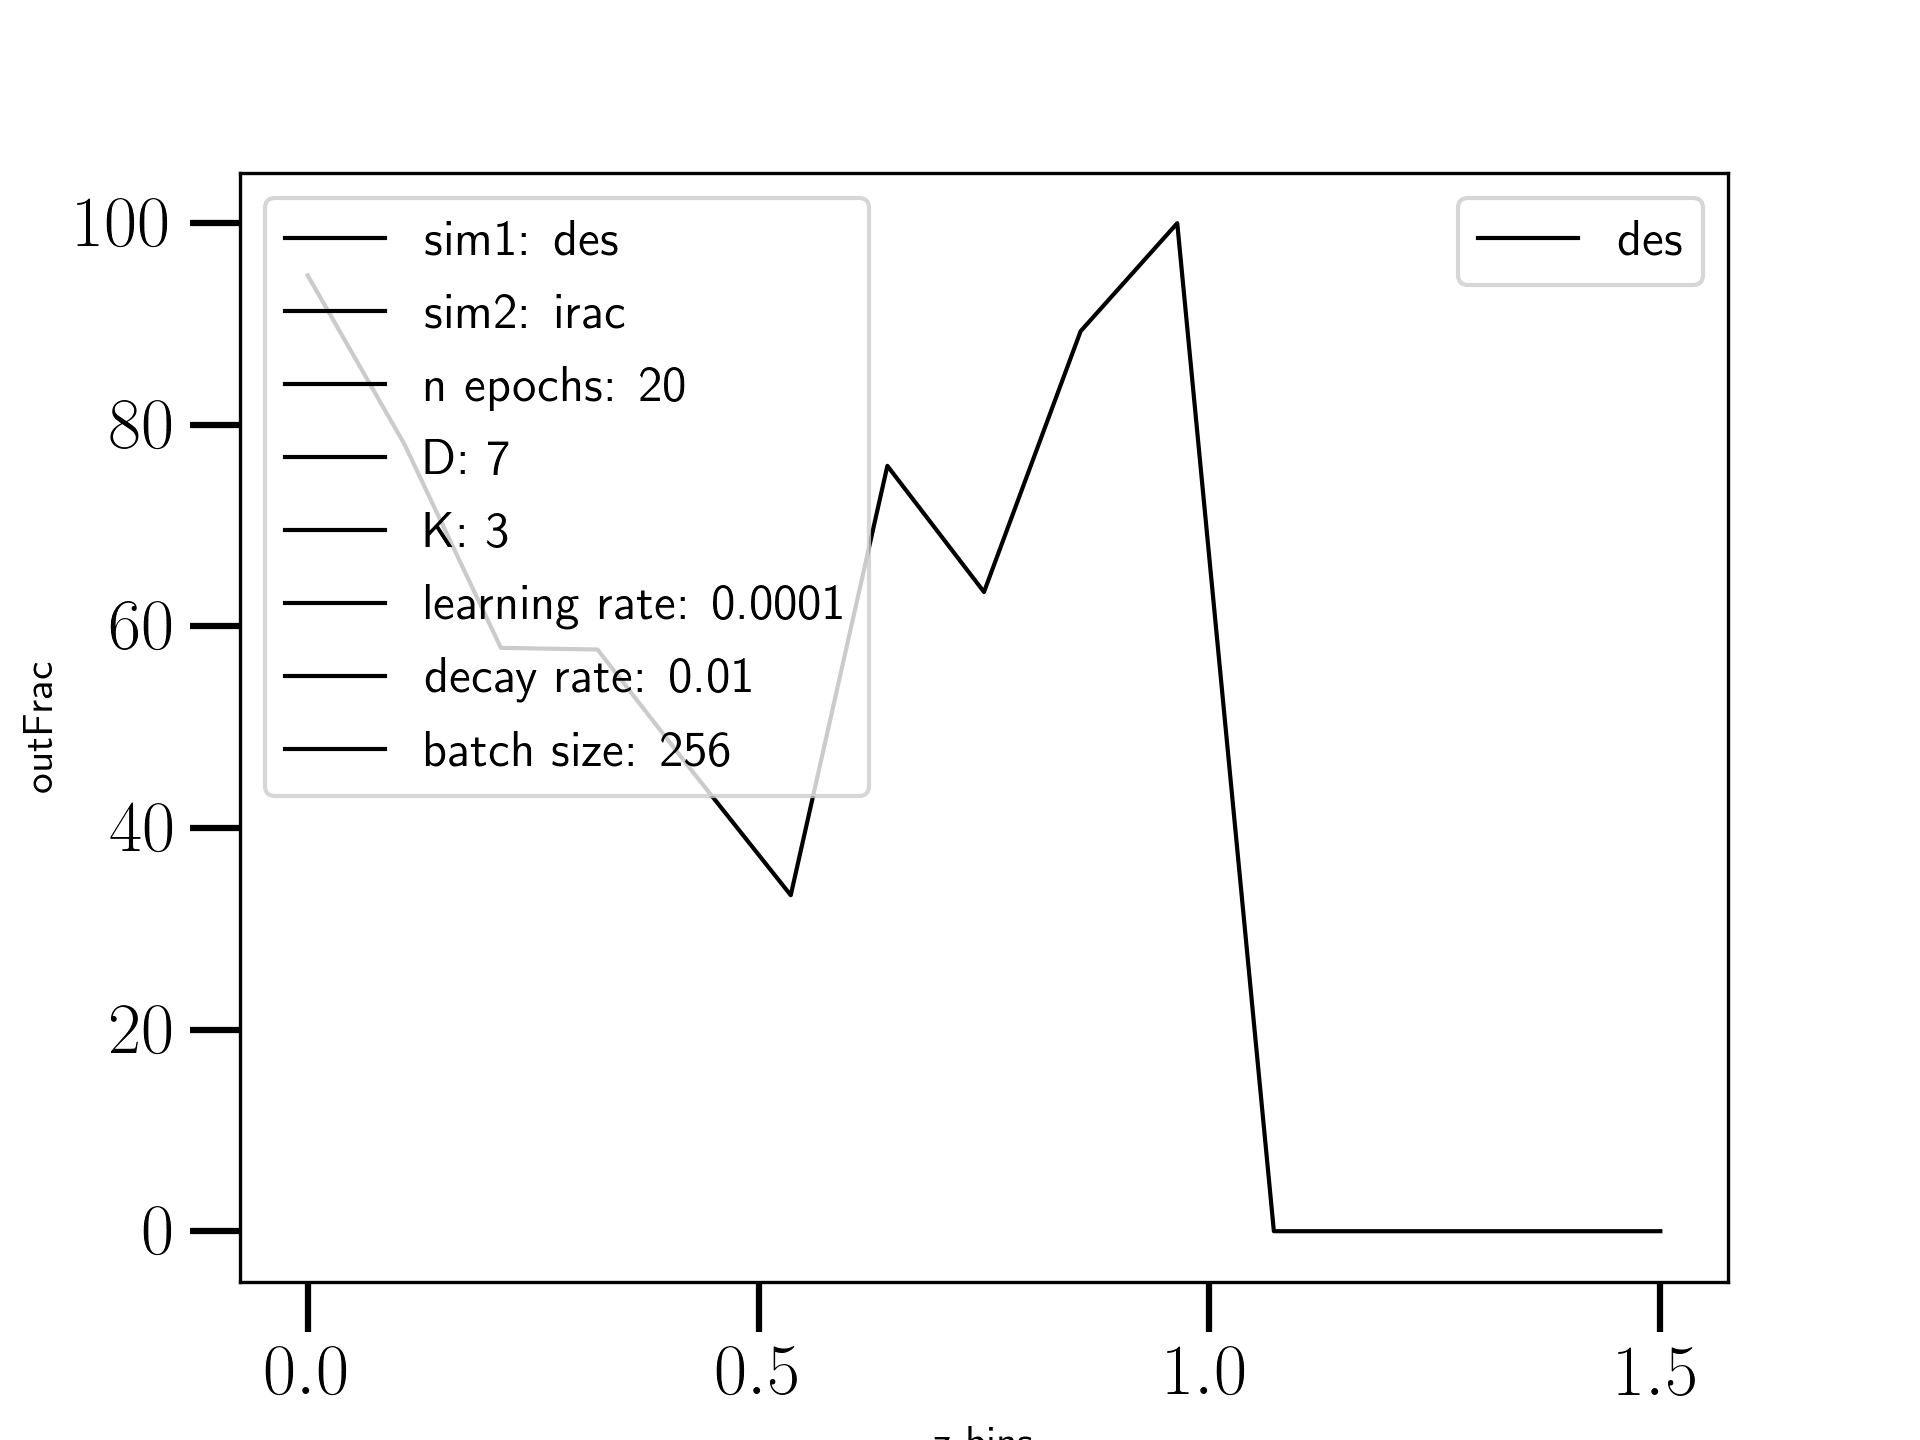 sim1: des
sim2: irac
n epochs: 20
D: 7
K: 3
learning rate: 0.0001
decay rate: 0.01
batch size: 256
des
100
80
60
40
20
0
outFrac
0.0 0.5 1.0 1.5
z bins